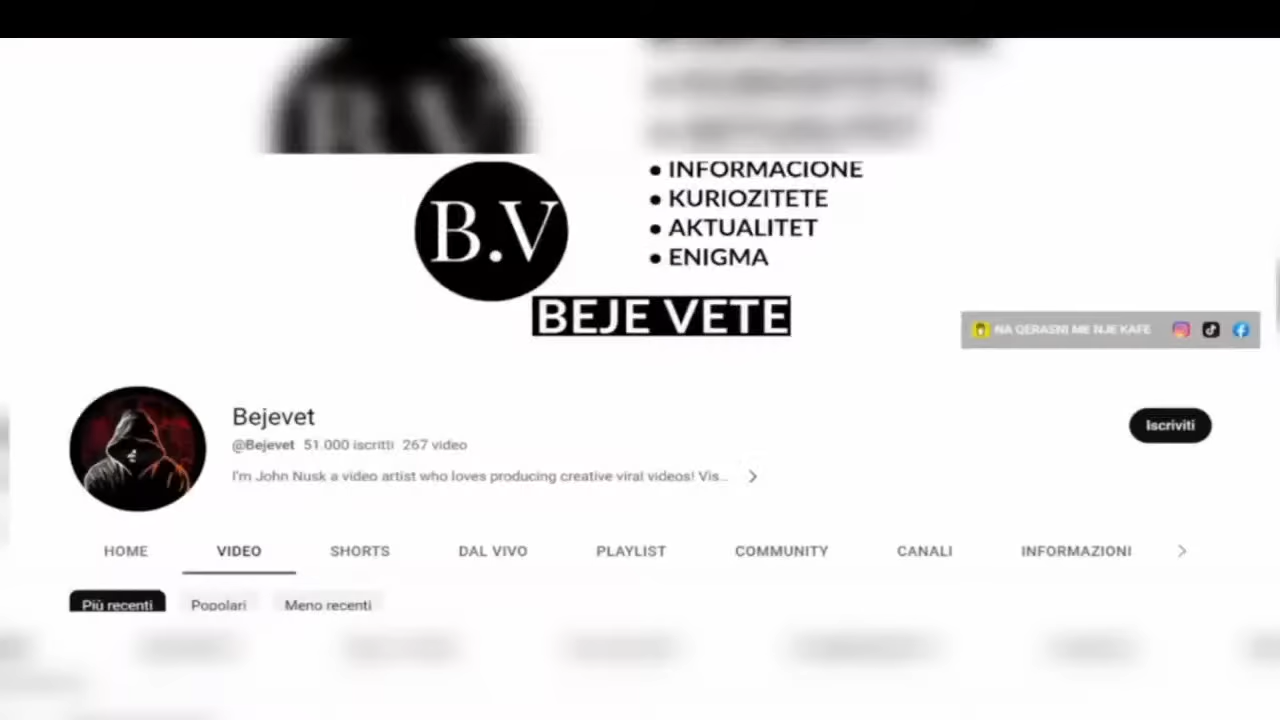 B.V
• INFORMACIONE
• KURIOZITETE
• AKTUALITET
• ENIGMA
BEJE VETE
NA QERASNI ME NJE KAFE
Bejevet
@Bejevet 51.000 iscritti 267 video
Iscriviti
I'm John Nusk a video artist who loves producing creative viral videos! Vis...
HOME VIDEO SHORTS DAL VIVO PLAYLIST COMMUNITY CANALI INFORMAZIONI
Più recenti Popolari Meno recenti